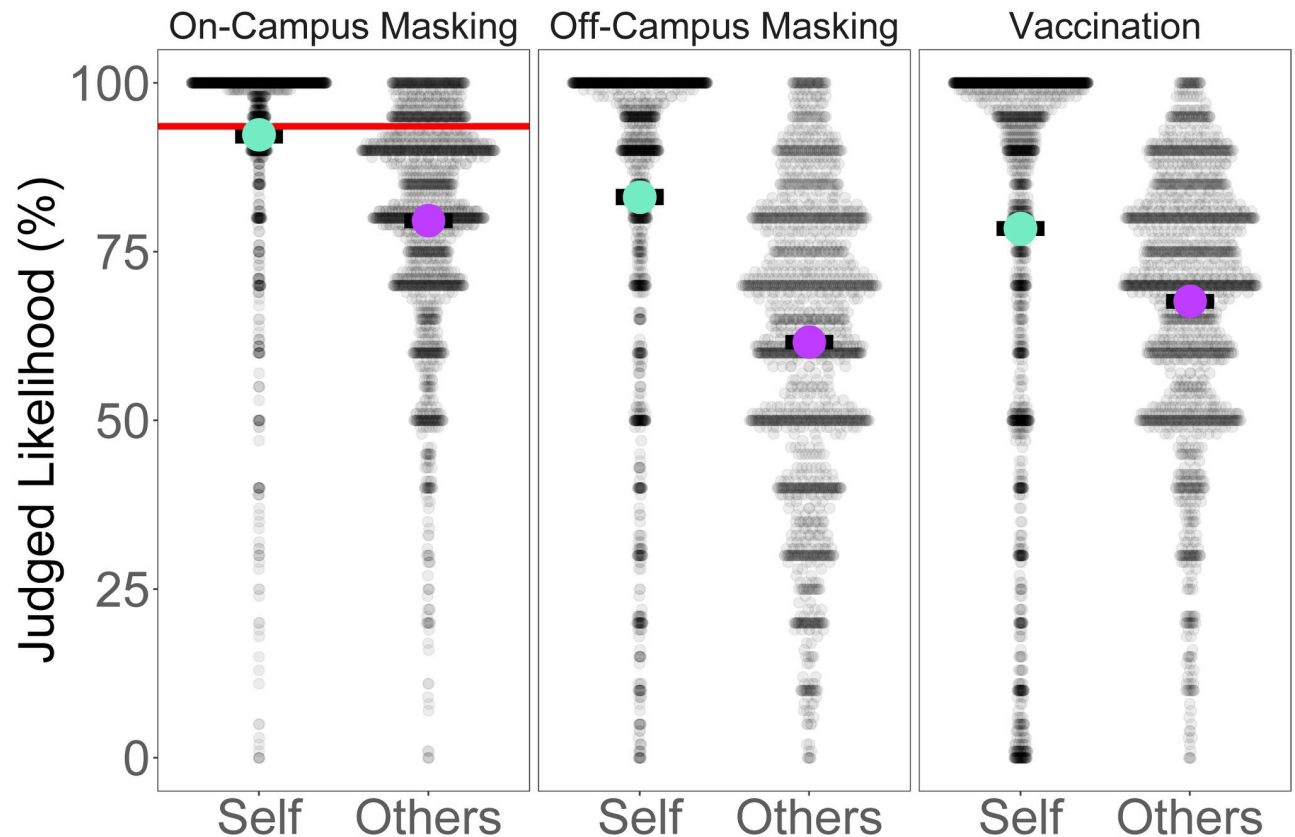 On-Campus Masking Off-Campus Masking Vaccination
Judged Likelihood (%)
100
75
50
25
0
Self Others Self Others Self Others